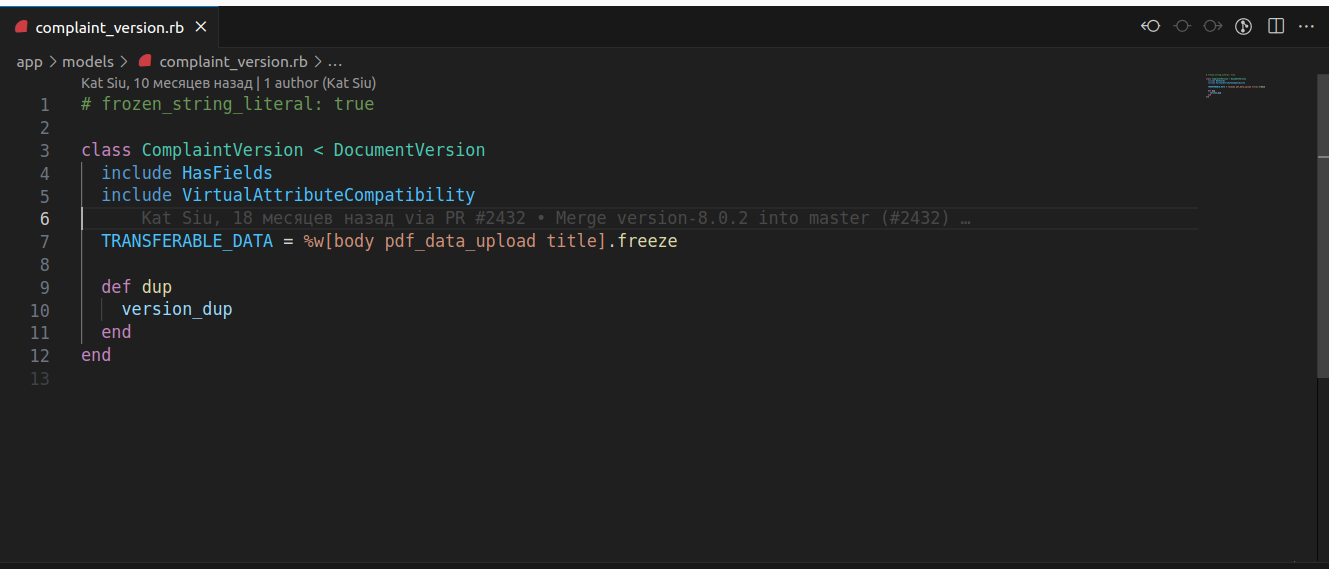 complaint_version.rb
app > models > complaint_version.rb > ...
Kat Siu, 10 месяцев назад | 1 author (Kat Siu)
1 # frozen_string_literal: true
2
3 class ComplaintVersion < DocumentVersion
4 include HasFields
5 include VirtualAttributeCompatibility
6 Kat Siu, 18 месяцев назад via PR #2432 • Merge version-8.0.2 into master (#2432) …
7 TRANSFERABLE_DATA = %w[body pdf_data_upload title].freeze
8
9 def dup
10 version_dup
11 end
12 end
13